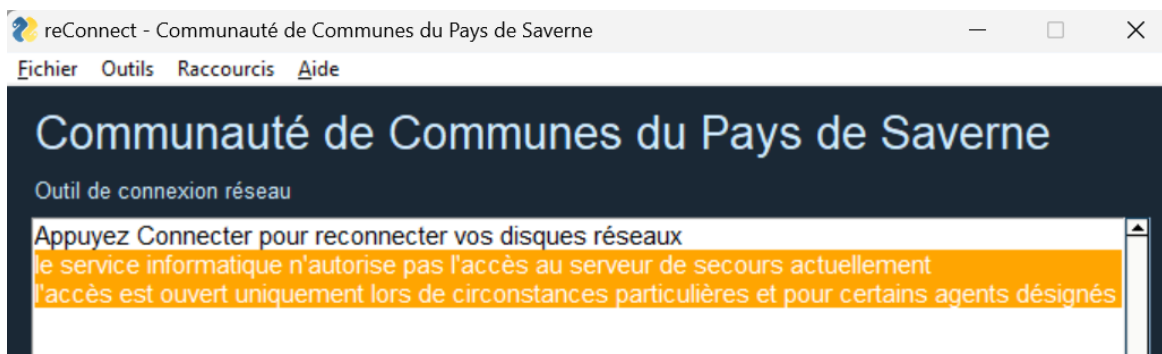 reConnect - Communauté de Communes du Pays de Saverne
Fichier Outils Raccourcis Aide
Communauté de Communes du Pays de Saverne
Outil de connexion réseau
Appuyez Connecter pour reconnecter vos disques réseaux
le service informatique n'autorise pas l'accès au serveur de secours actuellement
l'accès est ouvert uniquement lors de circonstances particulières et pour certains agents désignés